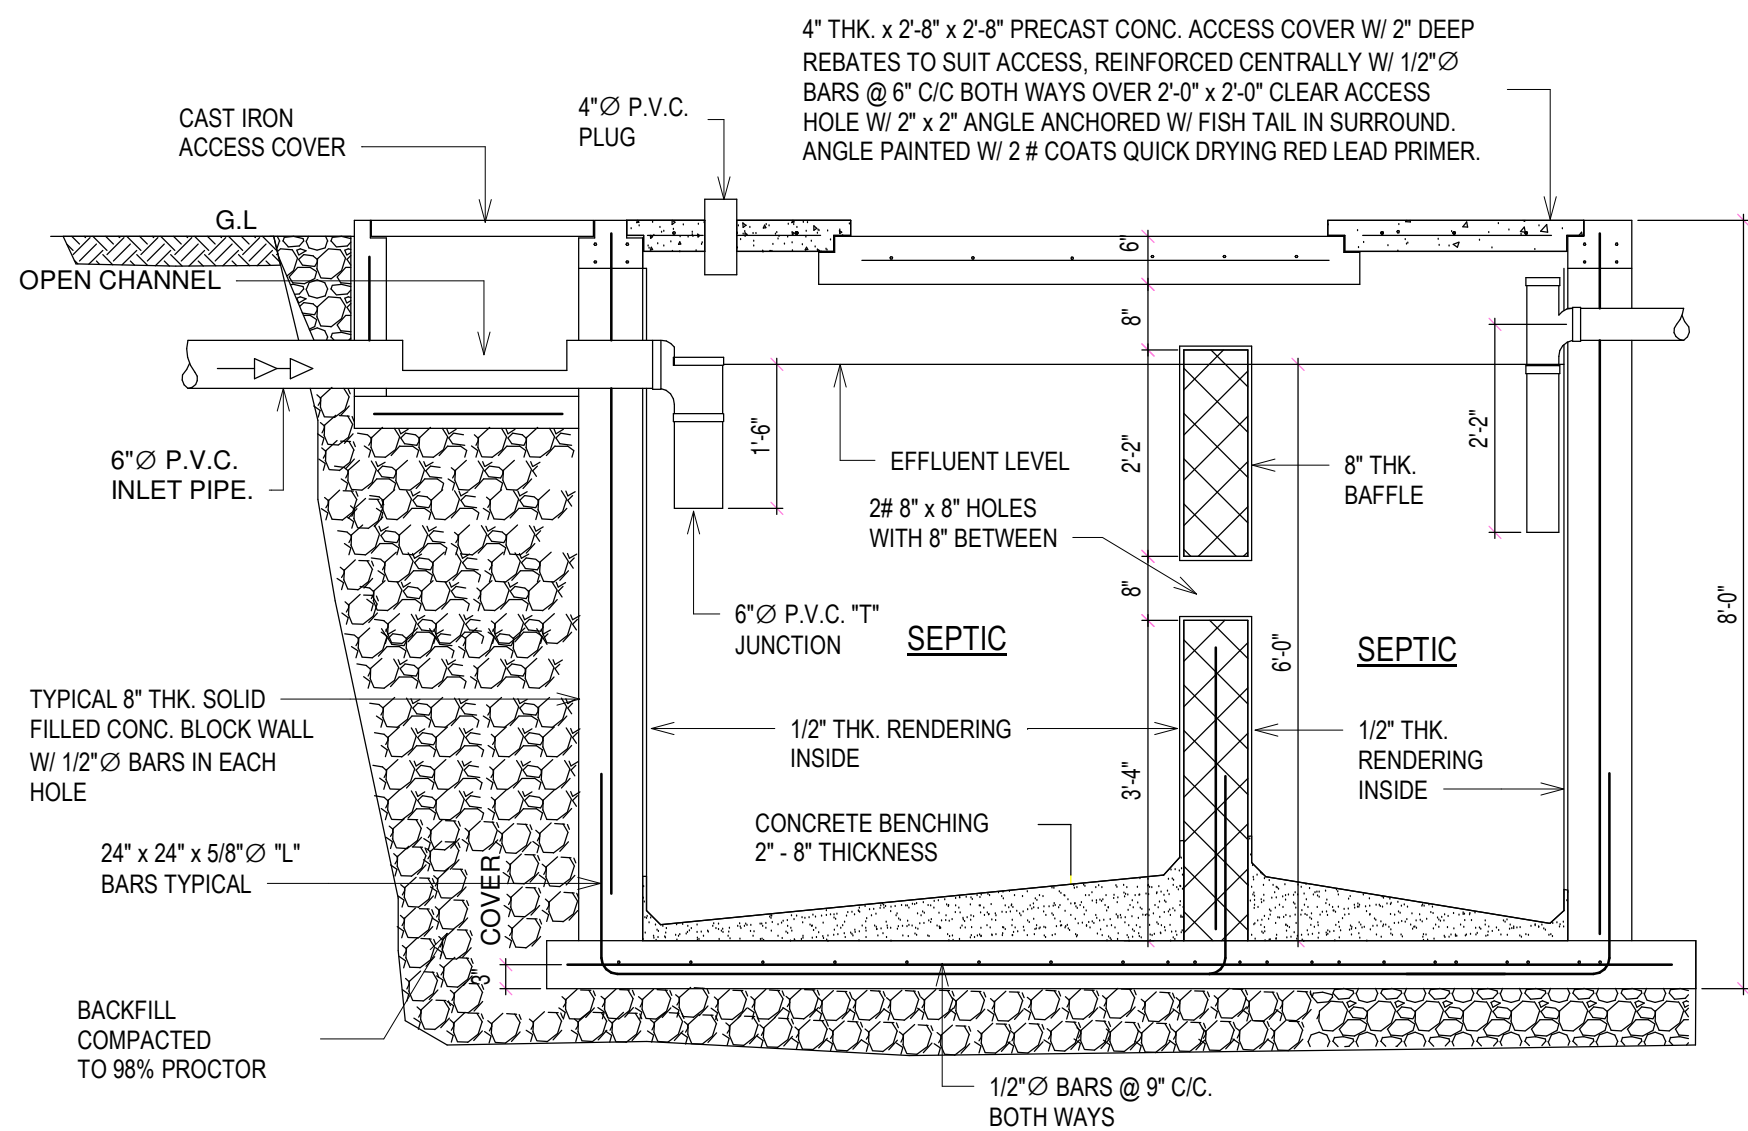 4" THK. x 2'-8" x 2'-8" PRECAST CONC. ACCESS COVER W/ 2" DEEP
REBATES TO SUIT ACCESS, REINFORCED CENTRALLY W/ 1/2"∅
BARS @ 6" C/C BOTH WAYS OVER 2'-0" x 2'-0" CLEAR ACCESS
HOLE W/ 2" x 2" ANGLE ANCHORED W/ FISH TAIL IN SURROUND.
ANGLE PAINTED W/ 2 # COATS QUICK DRYING RED LEAD PRIMER.
4"∅ P.V.C.
PLUG
CAST IRON
ACCESS COVER
G.L
OPEN CHANNEL
6"
8"
6"∅ P.V.C.
INLET PIPE.
1'-6"
EFFLUENT LEVEL
2'-2"
8" THK.
BAFFLE
2'-2"
2# 8" x 8" HOLES
WITH 8" BETWEEN
8"
8'-0"
6"∅ P.V.C. "T"
JUNCTION
SEPTIC
6'-0"
SEPTIC
TYPICAL 8" THK. SOLID
FILLED CONC. BLOCK WALL
W/ 1/2"∅ BARS IN EACH
HOLE
1/2" THK. RENDERING
INSIDE
3'-4"
1/2" THK.
RENDERING
INSIDE
CONCRETE BENCHING
2" - 8" THICKNESS
24" x 24" x 5/8"∅ "L"
BARS TYPICAL
3"
COVER
BACKFILL
COMPACTED
TO 98% PROCTOR
1/2"∅ BARS @ 9" C/C.
BOTH WAYS